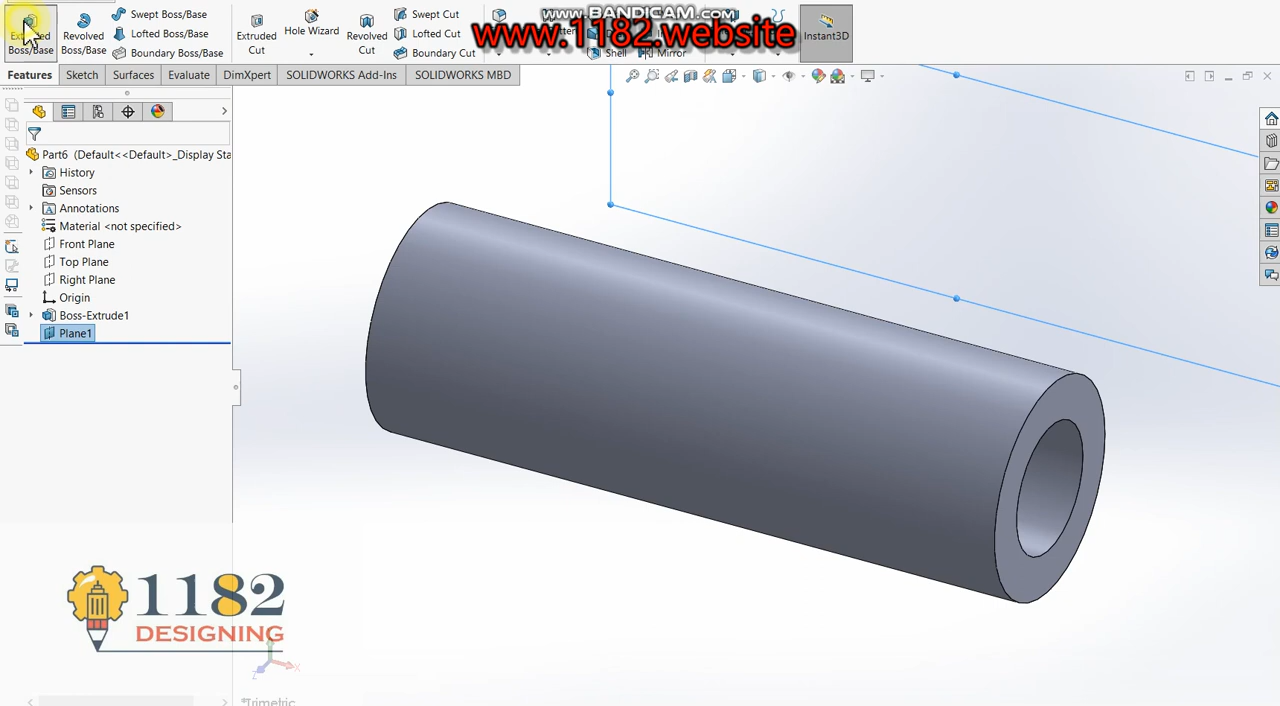 www.BANDICAM.com
www.1182.website
Extruded Boss/Base
Revolved Boss/Base
Swept Boss/Base
Lofted Boss/Base
Boundary Boss/Base
Extruded Cut
Hole Wizard
Revolved Cut
Swept Cut
Lofted Cut
Boundary Cut
Shell
Mirror
Instant3D
Features
Sketch
Surfaces
Evaluate
DimXpert
SOLIDWORKS Add-Ins
SOLIDWORKS MBD
Part6 (Default<<Default>_Display Sta
History
Sensors
Annotations
Material <not specified>
Front Plane
Top Plane
Right Plane
Origin
Boss-Extrude1
Plane1
1182
DESIGNING
X
Z
*Trimetric